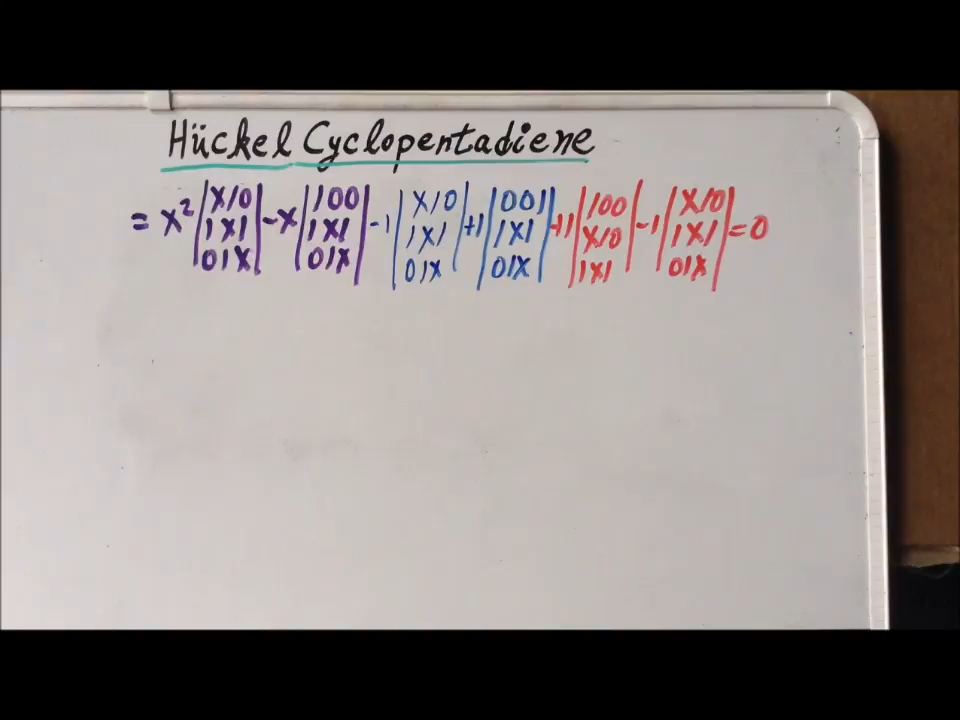 Hückel Cyclopentadiene
= x² |x10| - x |100| - 1 |x10| + 1 |001| + 1 |100| - 1 |x10| = 0
|1x1| |1x1| |1x1| |1x1| |x10| |1x1|
|01x| |01x| |01x| |01x| |1x1| |01x|